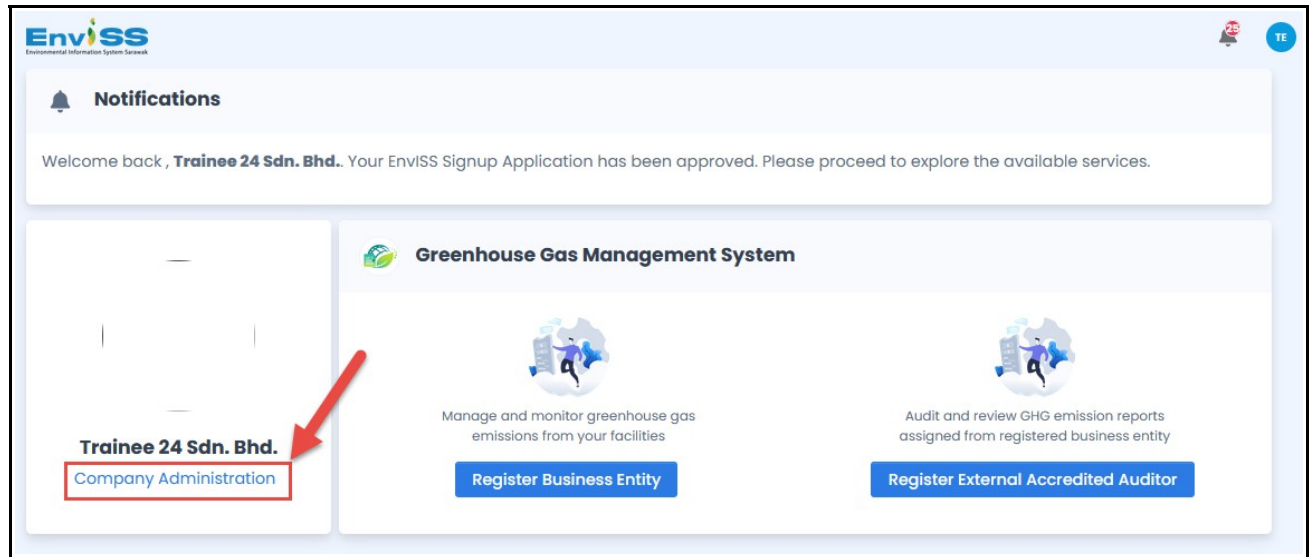 EnvISS
Environmental Information System Sarawak
25
TE
Notifications
Welcome back , Trainee 24 Sdn. Bhd.. Your EnvISS Signup Application has been approved. Please proceed to explore the available services.
Greenhouse Gas Management System
Trainee 24 Sdn. Bhd.
Company Administration
Manage and monitor greenhouse gas
emissions from your facilities
Register Business Entity
Audit and review GHG emission reports
assigned from registered business entity
Register External Accredited Auditor